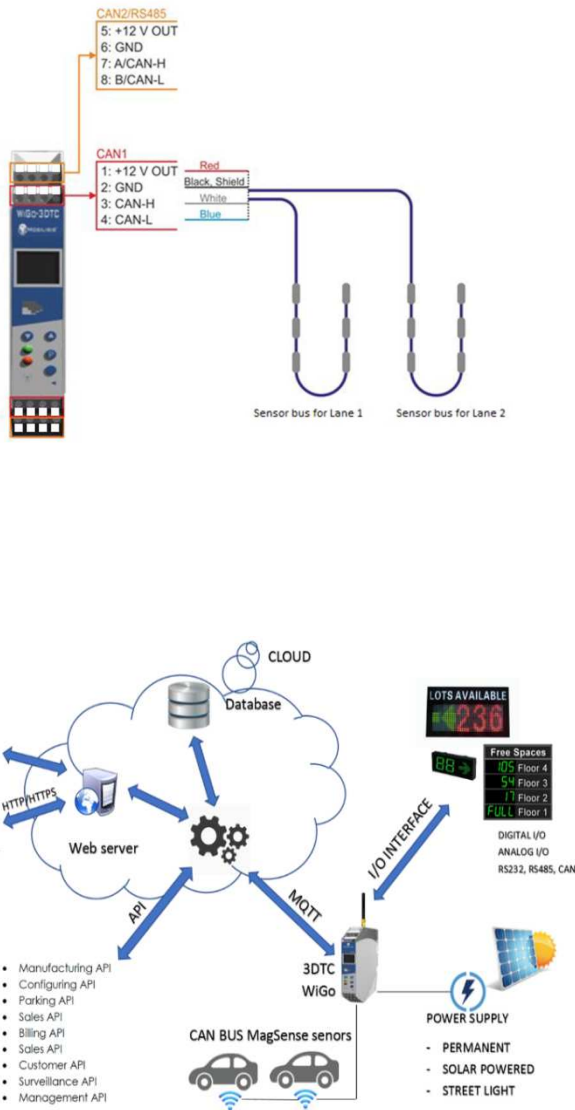 CAN2/RS485
5: +12 V OUT
6: GND
7: A/CAN-H
8: B/CAN-L
CAN1
1: +12 V OUT
2: GND
3: CAN-H
4: CAN-L
Red
Black, Shield
White
Blue
WiGo-3DTC
Sensor bus for Lane 1
Sensor bus for Lane 2
CLOUD
Database
HTTP/HTTPS
Web server
API
MQTT
I/O INTERFACE
LOTS AVAILABLE
236
88
Free Spaces
105 Floor 4
54 Floor 3
17 Floor 2
FULL Floor 1
DIGITAL I/O
ANALOG I/O
RS232, RS485, CAN
3DTC
WiGo
POWER SUPPLY
- PERMANENT
- SOLAR POWERED
- STREET LIGHT
CAN BUS MagSense senors
• Manufacturing API
• Configuring API
• Parking API
• Sales API
• Billing API
• Sales API
• Customer API
• Surveillance API
• Management API